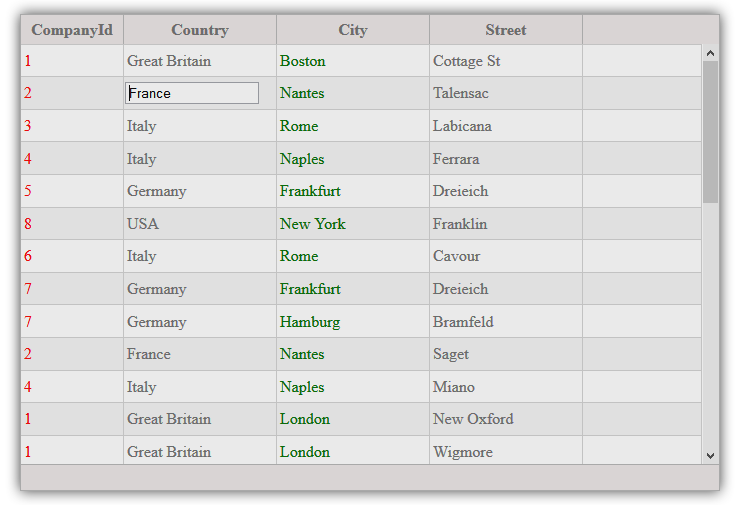 CompanyId Country City Street
1 Great Britain Boston Cottage St
2 France Nantes Talensac
3 Italy Rome Labicana
4 Italy Naples Ferrara
5 Germany Frankfurt Dreieich
8 USA New York Franklin
6 Italy Rome Cavour
7 Germany Frankfurt Dreieich
7 Germany Hamburg Bramfeld
2 France Nantes Saget
4 Italy Naples Miano
1 Great Britain London New Oxford
1 Great Britain London Wigmore